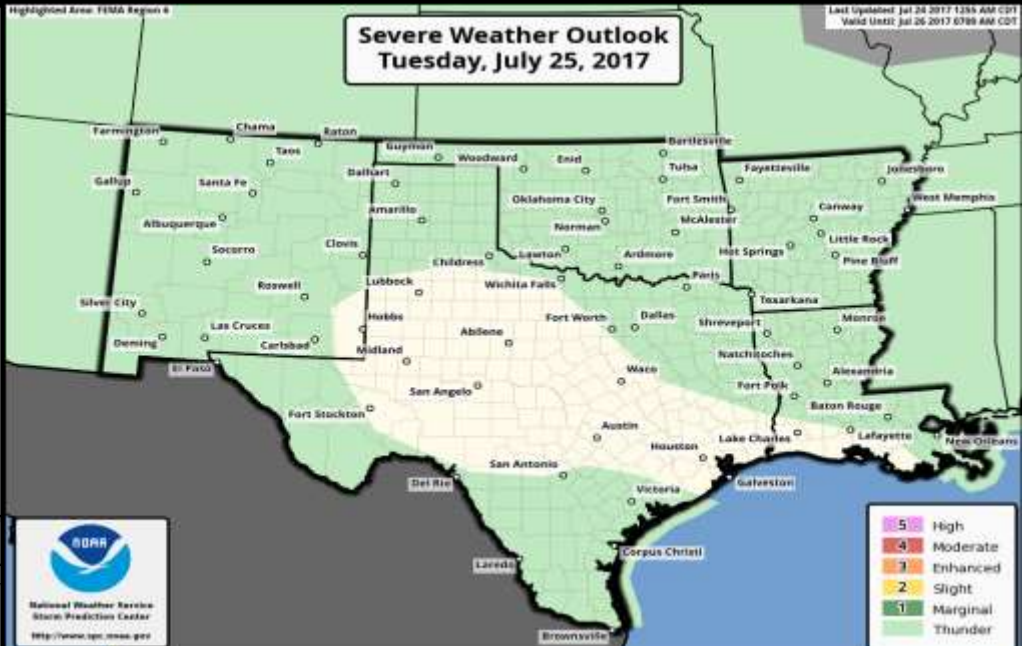 Highlighted Area: FEMA Region 6
Last Updated: Jul 24 2017 1255 AM CDT
Valid Until: Jul 26 2017 0700 AM CDT
Severe Weather Outlook
Tuesday, July 25, 2017
Farmington
Chama
Raton
Taos
Guymon
Woodward
Enid
Bartlesville
Gallup
Santa Fe
Dalhart
Tulsa
Fayetteville
Jonesboro
Albuquerque
Amarillo
Oklahoma City
Fort Smith
Conway
West Memphis
Norman
McAlester
Socorro
Clovis
Childress
Lawton
Ardmore
Hot Springs
Little Rock
Pine Bluff
Roswell
Lubbock
Wichita Falls
Paris
Texarkana
Silver City
Las Cruces
Hobbs
Fort Worth
Dallas
Shreveport
Monroe
Deming
Carlsbad
Abilene
El Paso
Midland
Natchitoches
San Angelo
Waco
Alexandria
Fort Stockton
Fort Polk
Baton Rouge
Austin
Houston
Lake Charles
Lafayette
New Orleans
San Antonio
Del Rio
Victoria
Galveston
Laredo
Corpus Christi
Brownsville
NOAA
National Weather Service
Storm Prediction Center
http://www.spc.noaa.gov
5 High
4 Moderate
3 Enhanced
2 Slight
1 Marginal
Thunder